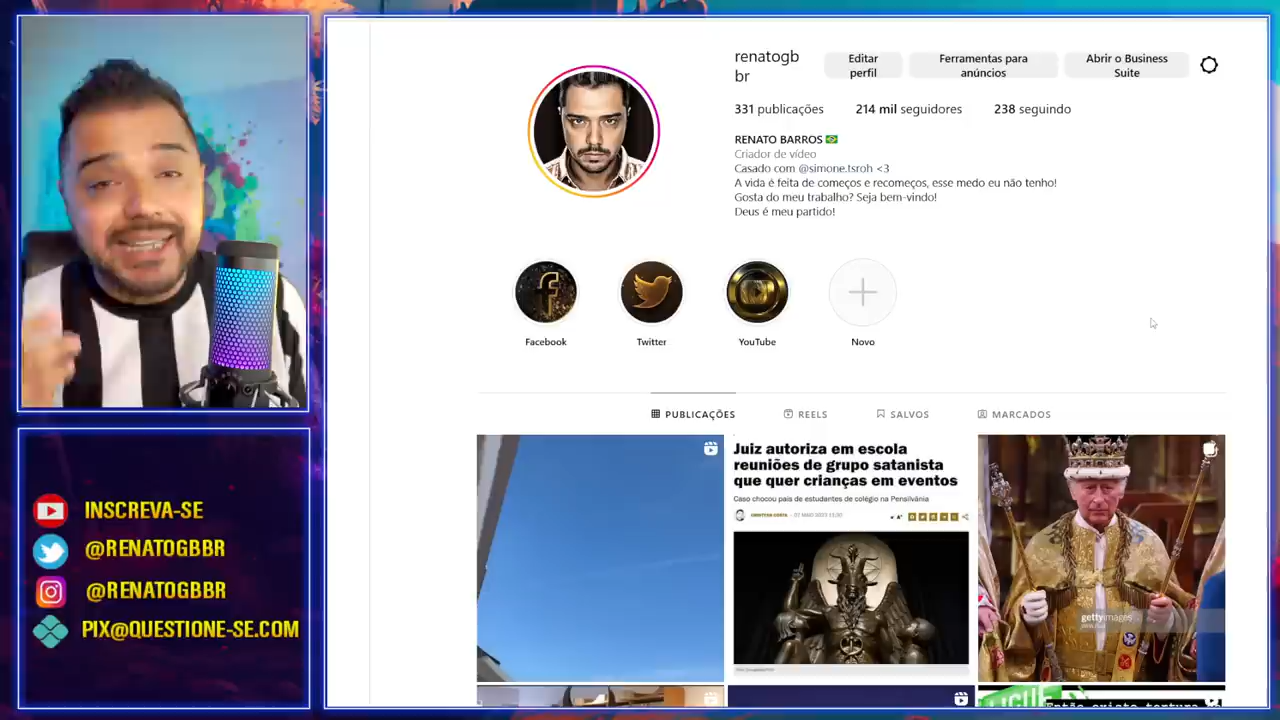 renatogb
br
Editar
perfil
Ferramentas para
anúncios
Abrir o Business
Suite
331 publicações
214 mil seguidores
238 seguindo
RENATO BARROS 🇧🇷
Criador de vídeo
Casado com @simone.tsroh <3
A vida é feita de começos e recomeços, esse medo eu não tenho!
Gosta do meu trabalho? Seja bem-vindo!
Deus é meu partido!
Facebook
Twitter
YouTube
Novo
PUBLICAÇÕES
REELS
SALVOS
MARCADOS
Juiz autoriza em escola
reuniões de grupo satanista
que quer crianças em eventos
Caso chocou pais de estudantes de colégio na Pensilvânia
gettyimages
INSCREVA-SE
@RENATOGBBR
@RENATOGBBR
PIX@QUESTIONE-SE.COM